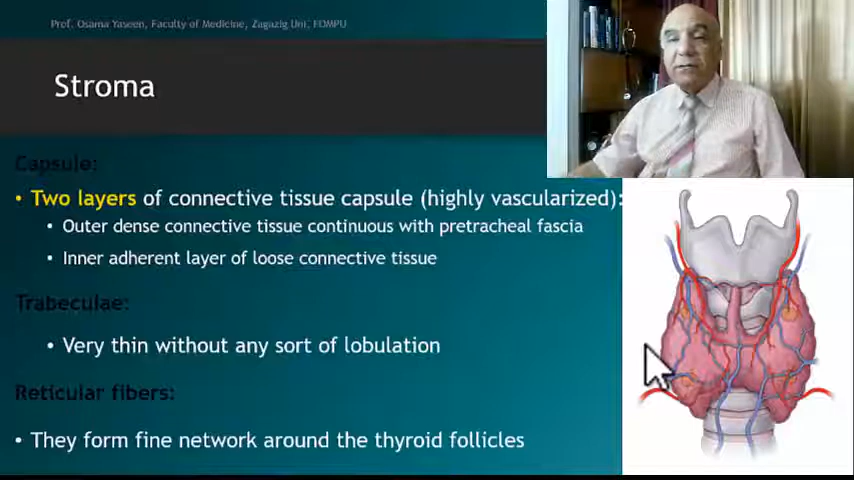 Prof. Osama Yaseen, Faculty of Medicine, Zagazig Uni, FOMPU
Stroma
Capsule:
• Two layers of connective tissue capsule (highly vascularized):
• Outer dense connective tissue continuous with pretracheal fascia
• Inner adherent layer of loose connective tissue
Trabeculae:
• Very thin without any sort of lobulation
Reticular fibers:
• They form fine network around the thyroid follicles